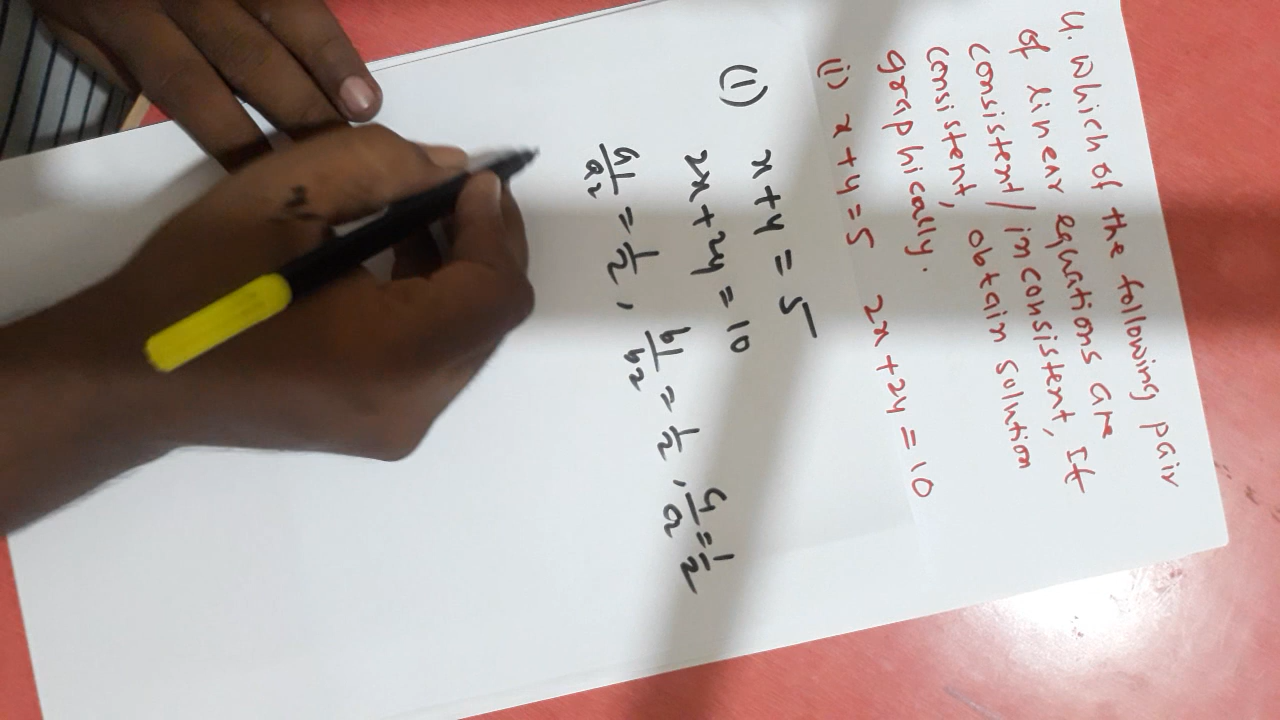 4. Which of the following pair
of linear equations are
consistent/inconsistent, If
consistent, obtain solution
graphically.
(i) x+y=5 2x+2y=10
(1) x+y=5
2x+2y=10
a1/a2 = 1/2, b1/b2 = 1/2, c1/c2 = 1/2